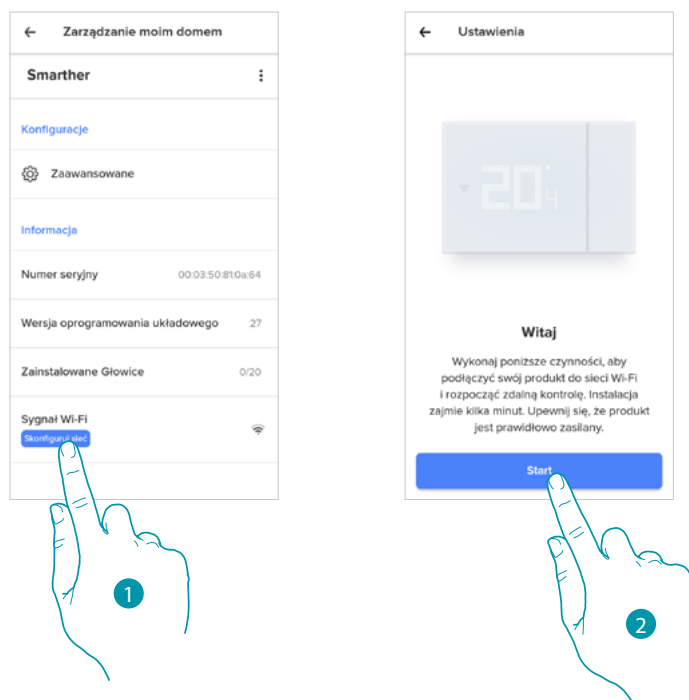 Zarządzanie moim domem
Smarther
Konfiguracje
Zaawansowane
Informacja
Numer seryjny 00:03:50:81:0a:64
Wersja oprogramowania układowego 27
Zainstalowane Głowice 0/20
Sygnał Wi-Fi
Skonfiguruj sieć
1
Ustawienia
20.4
Witaj
Wykonaj poniższe czynności, aby
podłączyć swój produkt do sieci Wi-Fi
i rozpocząć zdalną kontrolę. Instalacja
zajmie kilka minut. Upewnij się, że produkt
jest prawidłowo zasilany.
Start
2